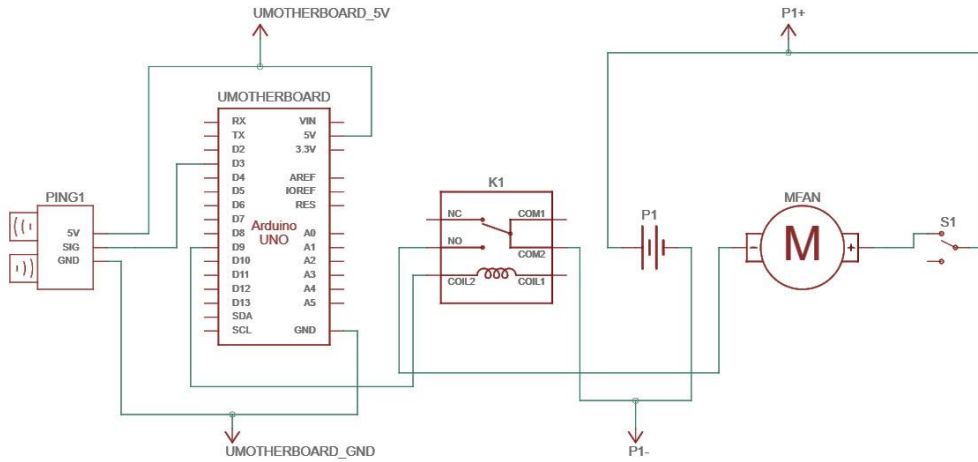 UMOTHERBOARD_5V
P1+
UMOTHERBOARD
RX VIN
TX 5V
D2 3.3V
D3
D4 AREF
D5 IOREF
D6 RES
D7
D8 A0
D9 A1
D10 A2
D11 A3
D12 A4
D13 A5
SDA
SCL GND
Arduino
UNO
PING1
5V
SIG
GND
K1
NC COM1
NO
COM2
COIL2 COIL1
P1
MFAN
- M +
S1
UMOTHERBOARD_GND
P1-